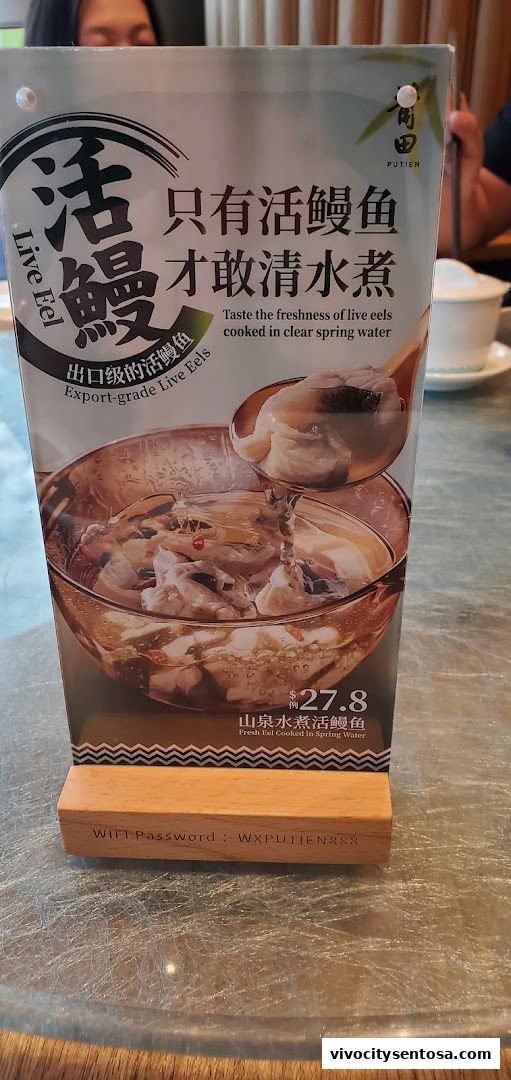 莆田
PUTIEN
活鳗
Live Eel
出口级的活鳗鱼
Export-grade Live Eels
只有活鳗鱼
才敢清水煮
Taste the freshness of live eels
cooked in clear spring water
$27.8
例
山泉水煮活鳗鱼
Fresh Eel Cooked in Spring Water
WIFI Password : WXPUTIEN888
vivocitysentosa.com